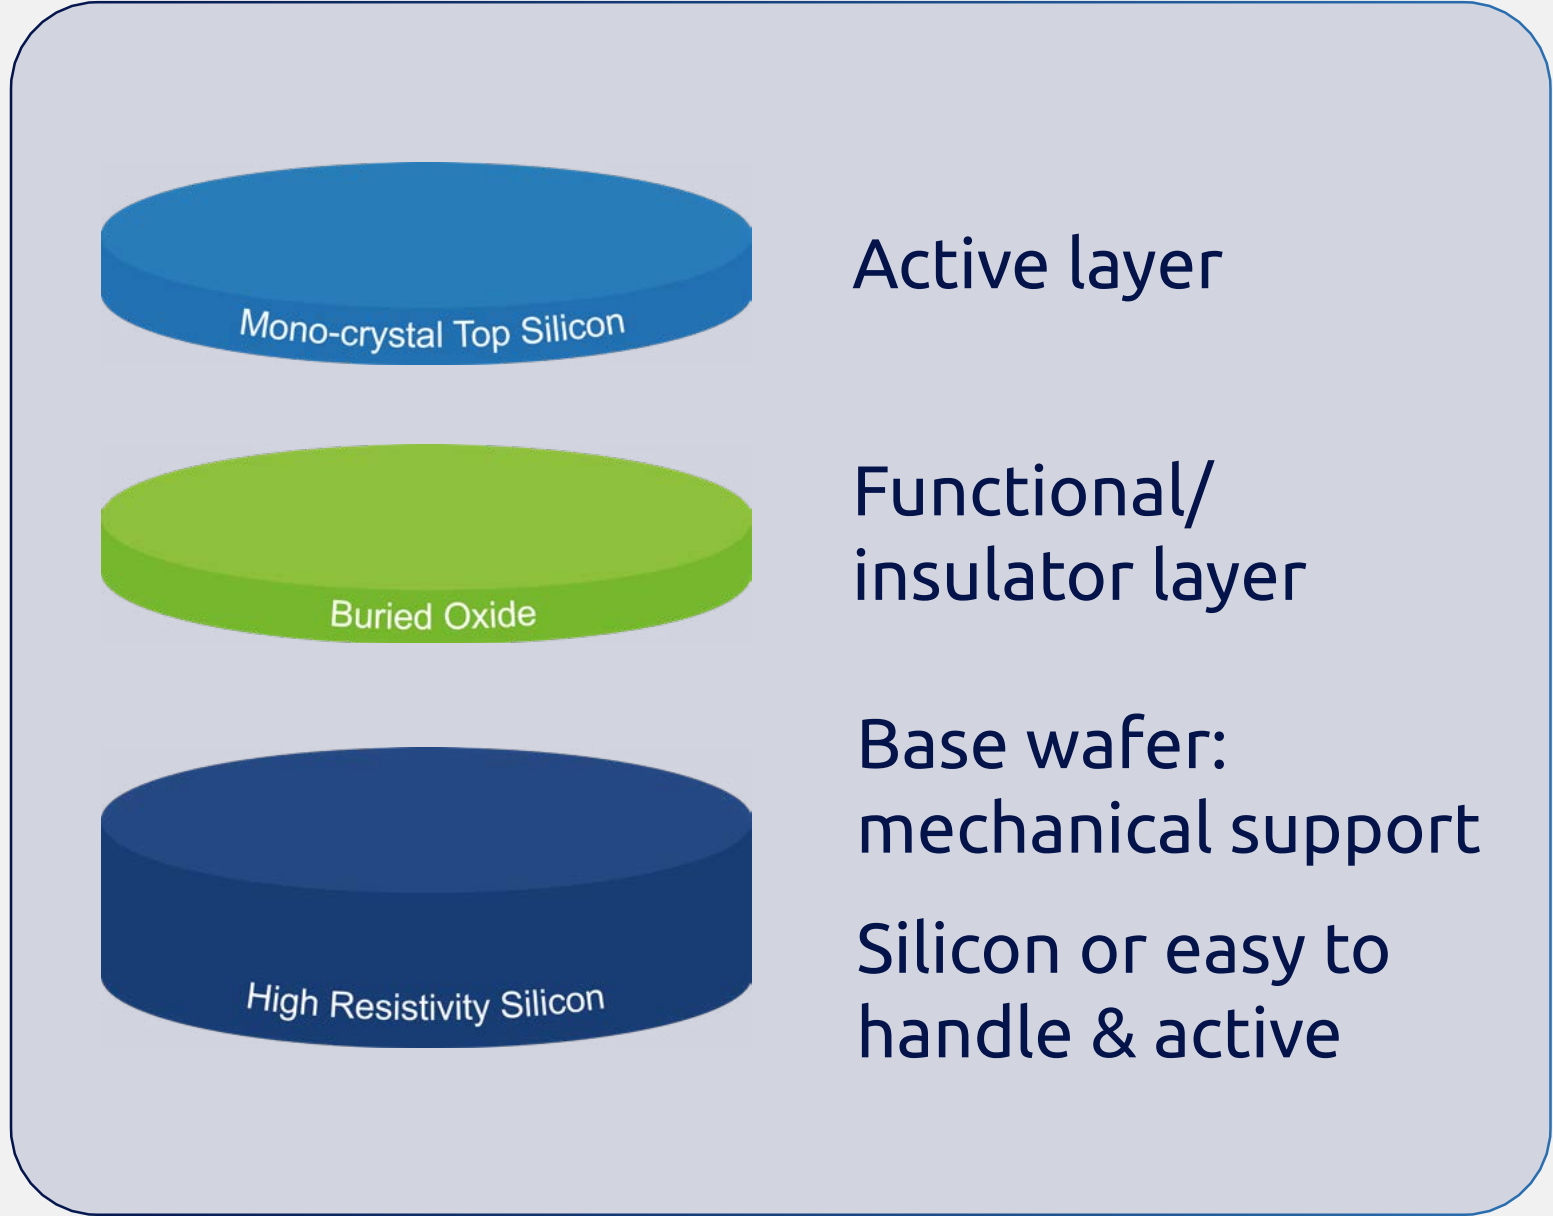 Mono-crystal Top Silicon
Active layer
Buried Oxide
Functional/
insulator layer
High Resistivity Silicon
Base wafer:
mechanical support
Silicon or easy to
handle & active